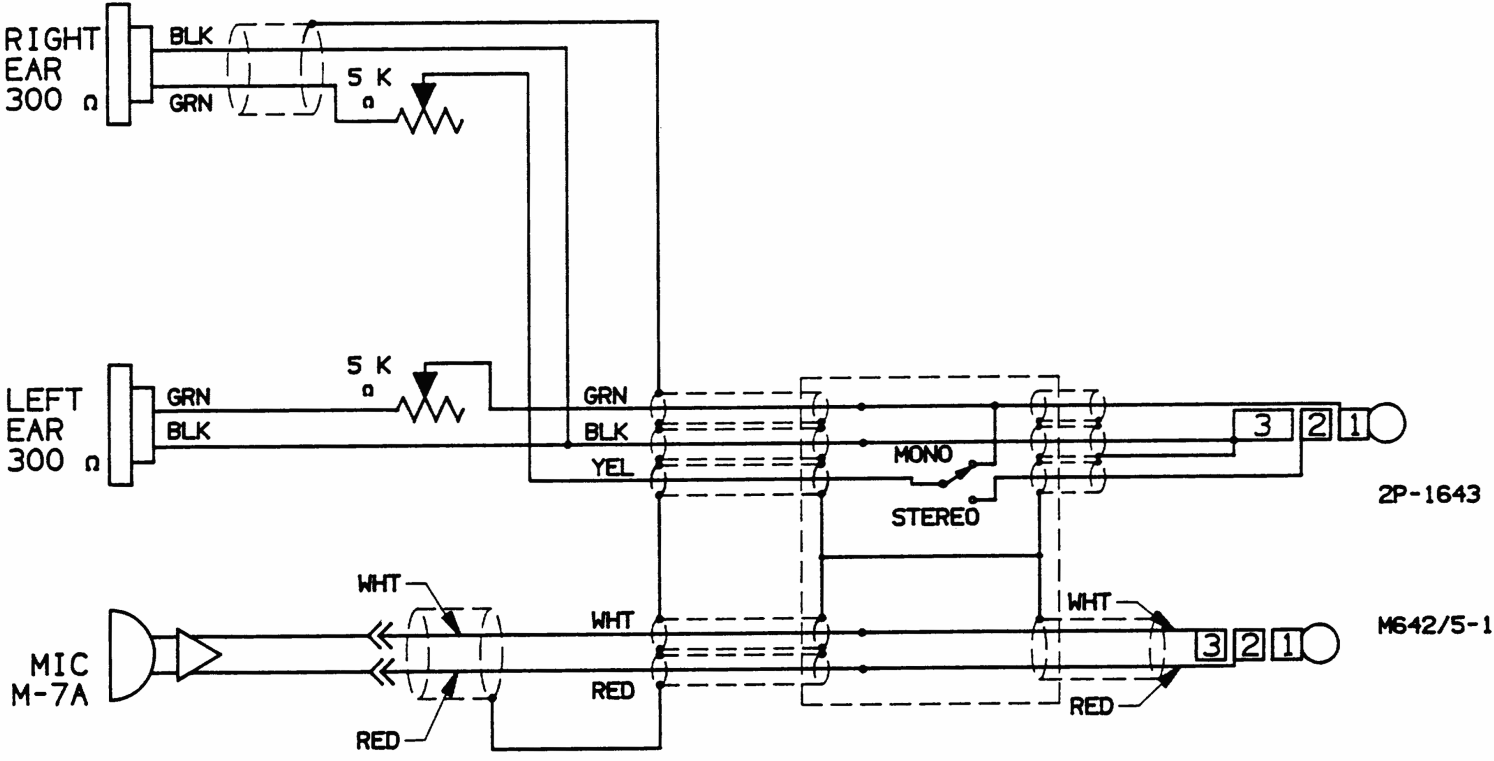 RIGHT
EAR
300 Ω
BLK
GRN
5 K
Ω
LEFT
EAR
300 Ω
GRN
BLK
5 K
Ω
GRN
BLK
YEL
MONO
STEREO
3 2 1
2P-1643
MIC
M-7A
WHT
RED
WHT
RED
WHT
RED
3 2 1
M642/5-1